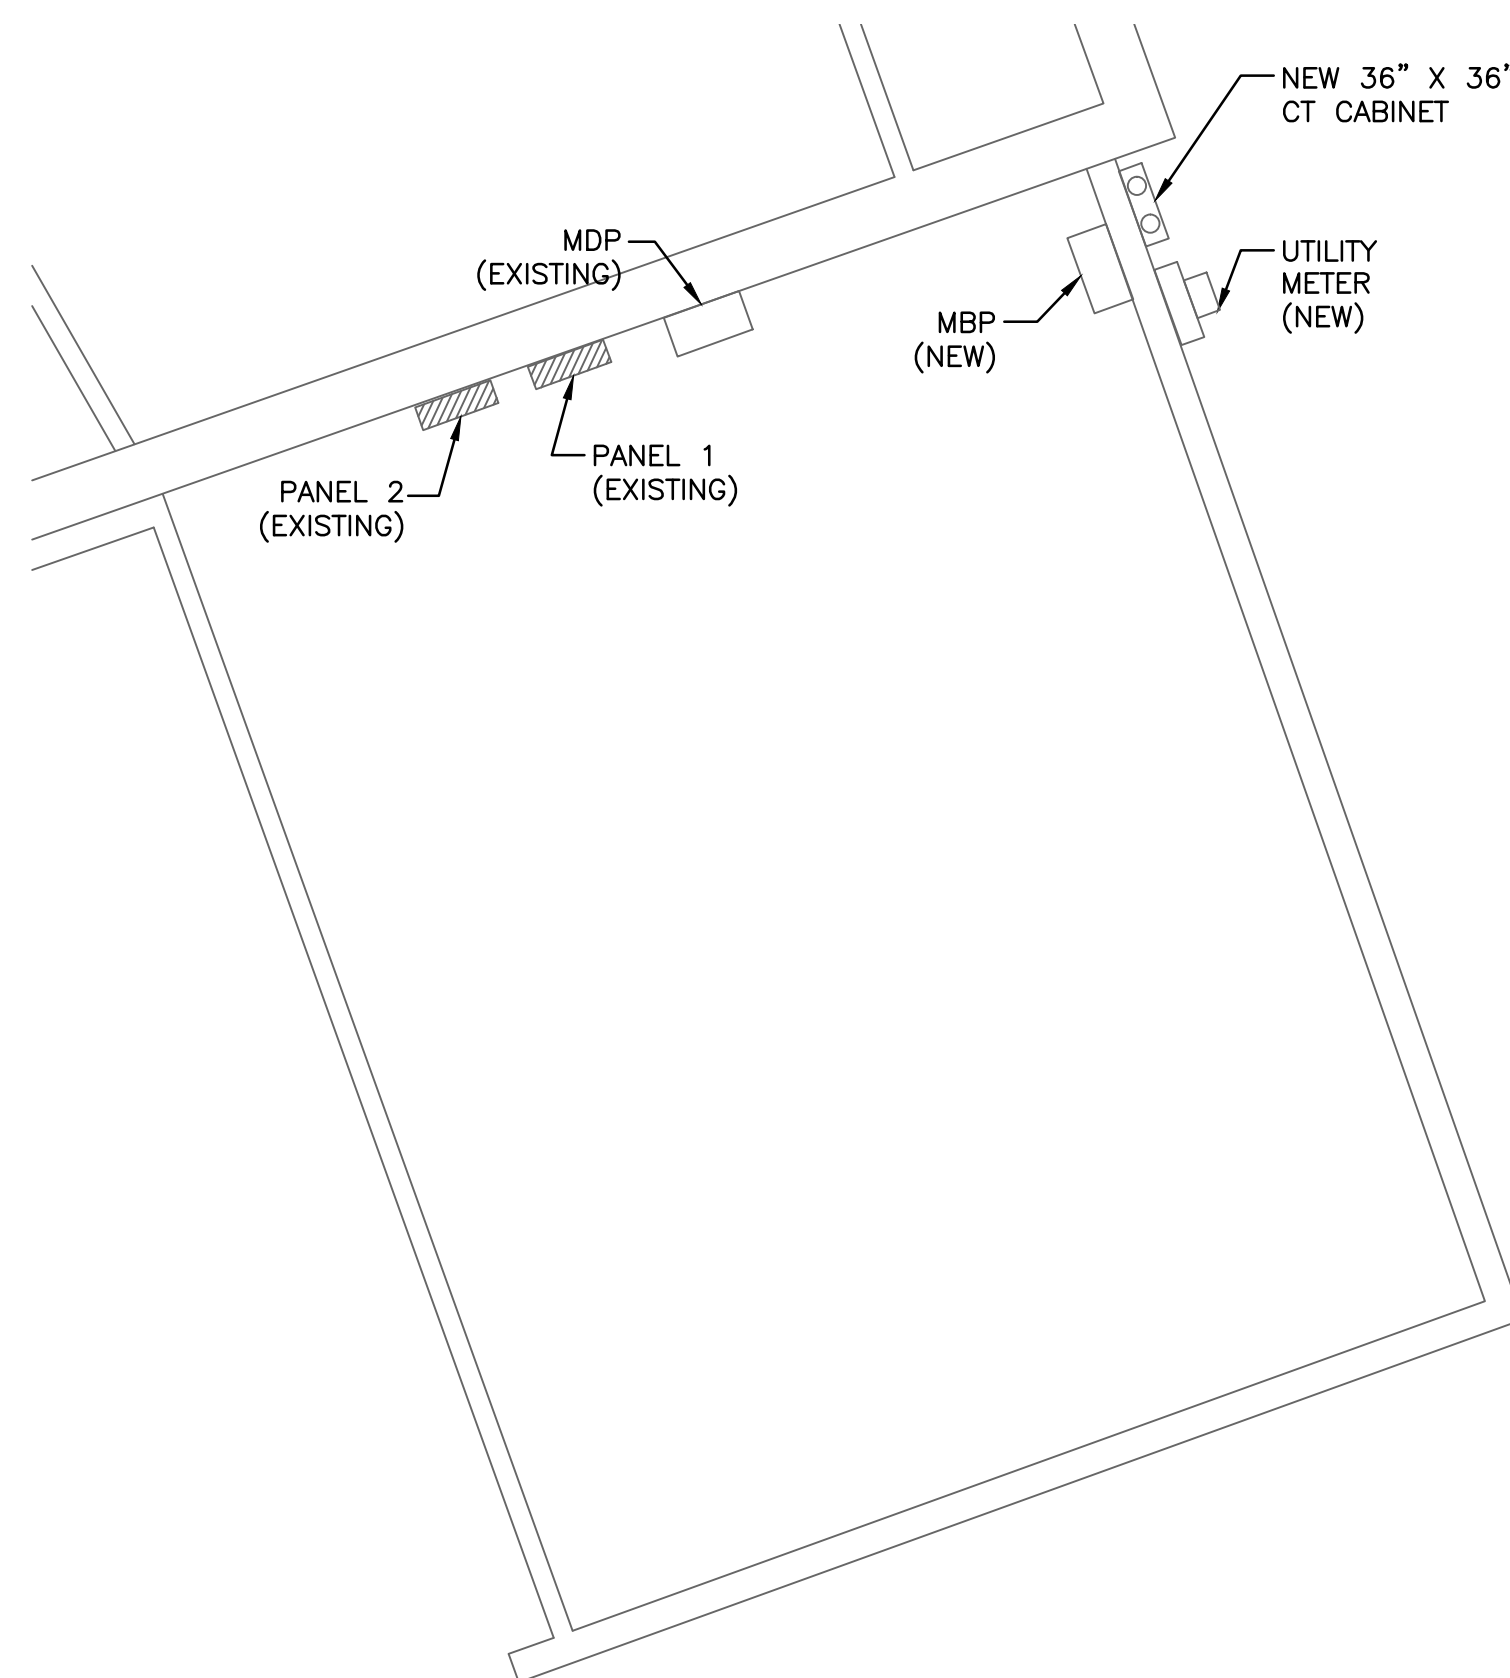 NEW 36” X 36”
CT CABINET
MDP
(EXISTING)
UTILITY
METER
(NEW)
MBP
(NEW)
PANEL 1
(EXISTING)
PANEL 2
(EXISTING)